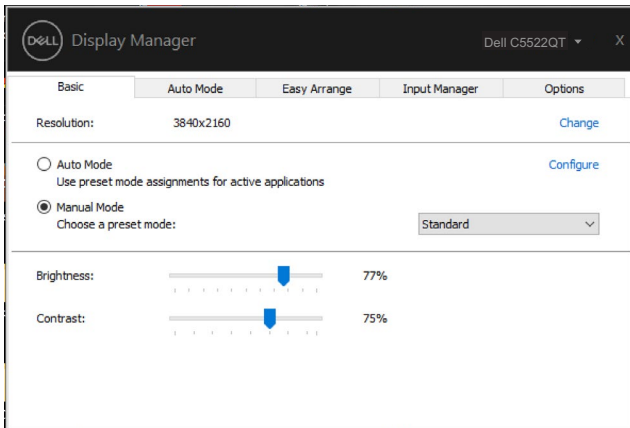 DELL Display Manager Dell C5522QT X
Basic Auto Mode Easy Arrange Input Manager Options
Resolution: 3840x2160 Change
Auto Mode Configure
Use preset mode assignments for active applications
Manual Mode
Choose a preset mode: Standard
Brightness: 77%
Contrast: 75%